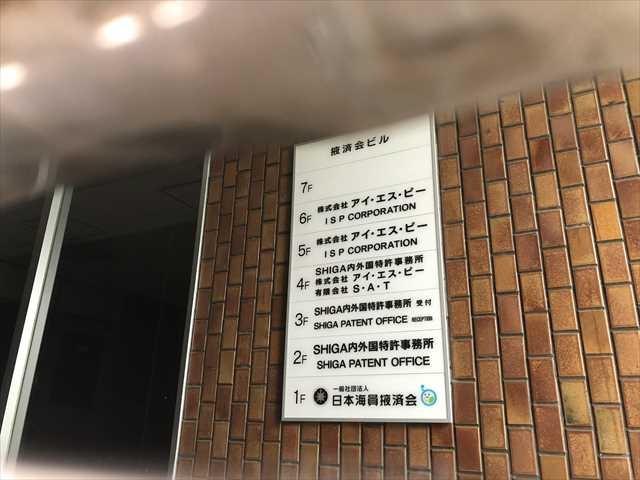 掖済会ビル
7F
6F 株式会社 アイ・エス・ピー
ISP CORPORATION
5F 株式会社 アイ・エス・ピー
ISP CORPORATION
SHIGA内外国特許事務所
4F 株式会社 アイ・エス・ピー
有限会社 S・A・T
3F SHIGA内外国特許事務所 受付
SHIGA PATENT OFFICE RECEPTION
2F SHIGA内外国特許事務所
SHIGA PATENT OFFICE
一般社団法人
1F 日本海員掖済会